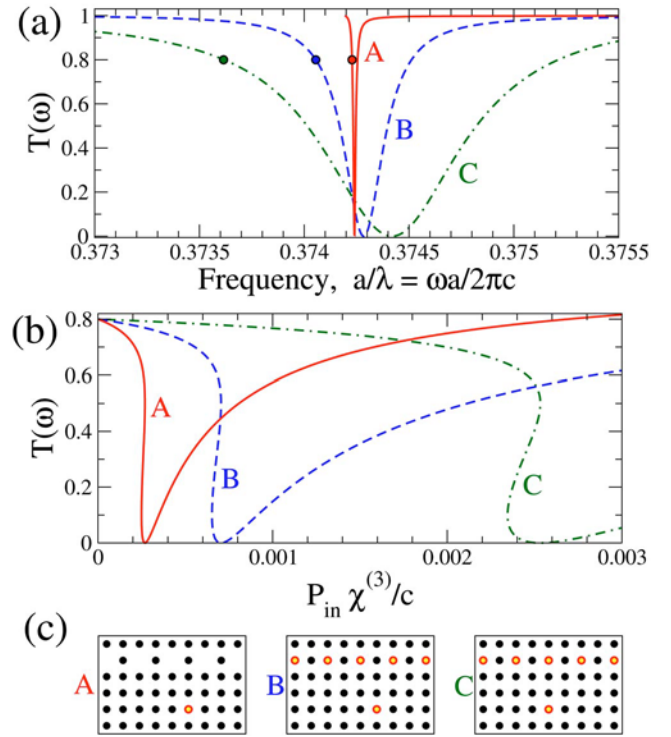 (a)
1
0.8
0.6
0.4
0.2
0
T(ω)
A
B
C
0.373 0.3735 0.374 0.3745 0.375 0.3755
Frequency, a/λ = ωa/2πc
(b)
0.8
0.6
0.4
0.2
0
T(ω)
A
B
C
0 0.001 0.002 0.003
P_in χ^(3)/c
(c)
A B C